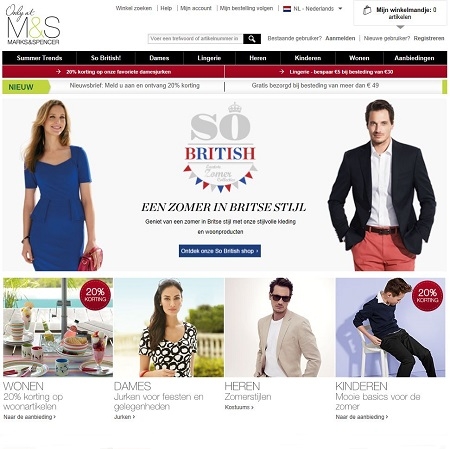 Only at
M&S
MARKS&SPENCER
Winkel zoeken | Help | Account | Mijn bestelling volgen | NL - Nederlands
Mijn winkelmandje: 0
artikelen
Voer een trefwoord of artikelnummer in
Bestaande gebruiker? Aanmelden | Nieuwe gebruiker? Registreren
Summer Trends So British! Dames Lingerie Heren Kinderen Wonen Aanbiedingen
20% korting op onze favoriete damesjurken
Lingerie - bespaar €5 bij besteding van €30
NIEUW
Nieuwsbrief: Meld u aan en ontvang 20% korting
Gratis bezorgd bij besteding van meer dan € 49
SO
BRITISH
Zomer
EEN ZOMER IN BRITSE STIJL
Geniet van een zomer in Britse stijl met onze stijlvolle kleding
en woonproducten
Ontdek onze So British shop >
20%
KORTING
20%
KORTING
WONEN
20% korting op
woonartikelen
Naar de aanbieding >
DAMES
Jurken voor feesten en
gelegenheden
Jurken >
HEREN
Zomerstijlen
Kostuums >
KINDEREN
Mooie basics voor de
zomer
Naar de aanbieding >